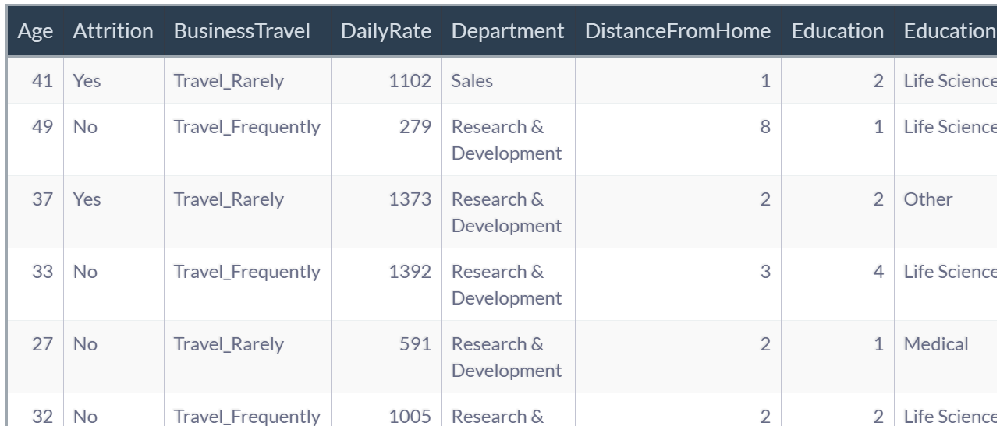 Age Attrition BusinessTravel DailyRate Department DistanceFromHome Education Education
41 Yes Travel_Rarely 1102 Sales 1 2 Life Science
49 No Travel_Frequently 279 Research & 8 1 Life Science
Development
37 Yes Travel_Rarely 1373 Research & 2 2 Other
Development
33 No Travel_Frequently 1392 Research & 3 4 Life Science
Development
27 No Travel_Rarely 591 Research & 2 1 Medical
Development
32 No Travel_Frequently 1005 Research & 2 2 Life Science